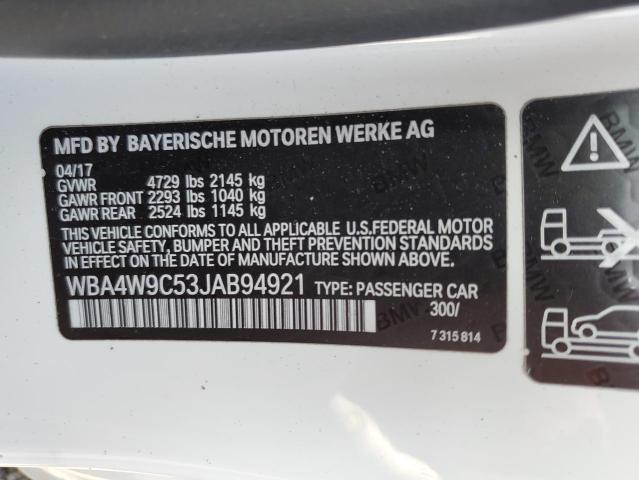 MFD BY BAYERISCHE MOTOREN WERKE AG
04/17
GVWR 4729 lbs 2145 kg
GAWR FRONT 2293 lbs 1040 kg
GAWR REAR 2524 lbs 1145 kg
THIS VEHICLE CONFORMS TO ALL APPLICABLE U.S.FEDERAL MOTOR
VEHICLE SAFETY, BUMPER AND THEFT PREVENTION STANDARDS
IN EFFECT ON THE DATE OF MANUFACTURE SHOWN ABOVE.
WBA4W9C53JAB94921 TYPE: PASSENGER CAR
300/
7 315 814
BMW
BMW
BMW